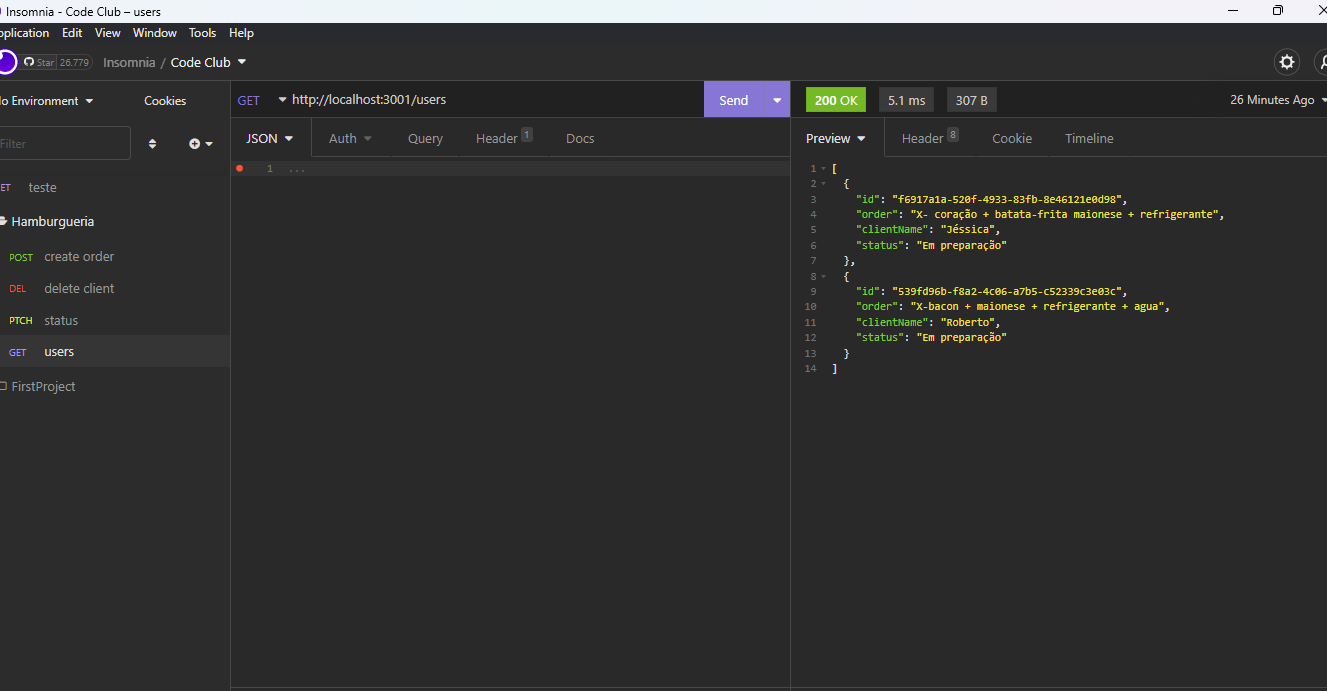 Insomnia - Code Club – users
pplication Edit View Window Tools Help
Star 26.779 Insomnia / Code Club
o Environment Cookies
Filter
ET teste
Hamburgueria
POST create order
DEL delete client
PTCH status
GET users
FirstProject
GET http://localhost:3001/users Send
JSON Auth Query Header 1 Docs
1 ...
200 OK 5.1 ms 307 B 26 Minutes Ago
Preview Header 8 Cookie Timeline
1 [
2 {
3 "id": "f6917a1a-520f-4933-83fb-8e46121e0d98",
4 "order": "X- coração + batata-frita maionese + refrigerante",
5 "clientName": "Jéssica",
6 "status": "Em preparação"
7 },
8 {
9 "id": "539fd96b-f8a2-4c06-a7b5-c52339c3e03c",
10 "order": "X-bacon + maionese + refrigerante + agua",
11 "clientName": "Roberto",
12 "status": "Em preparação"
13 }
14 ]